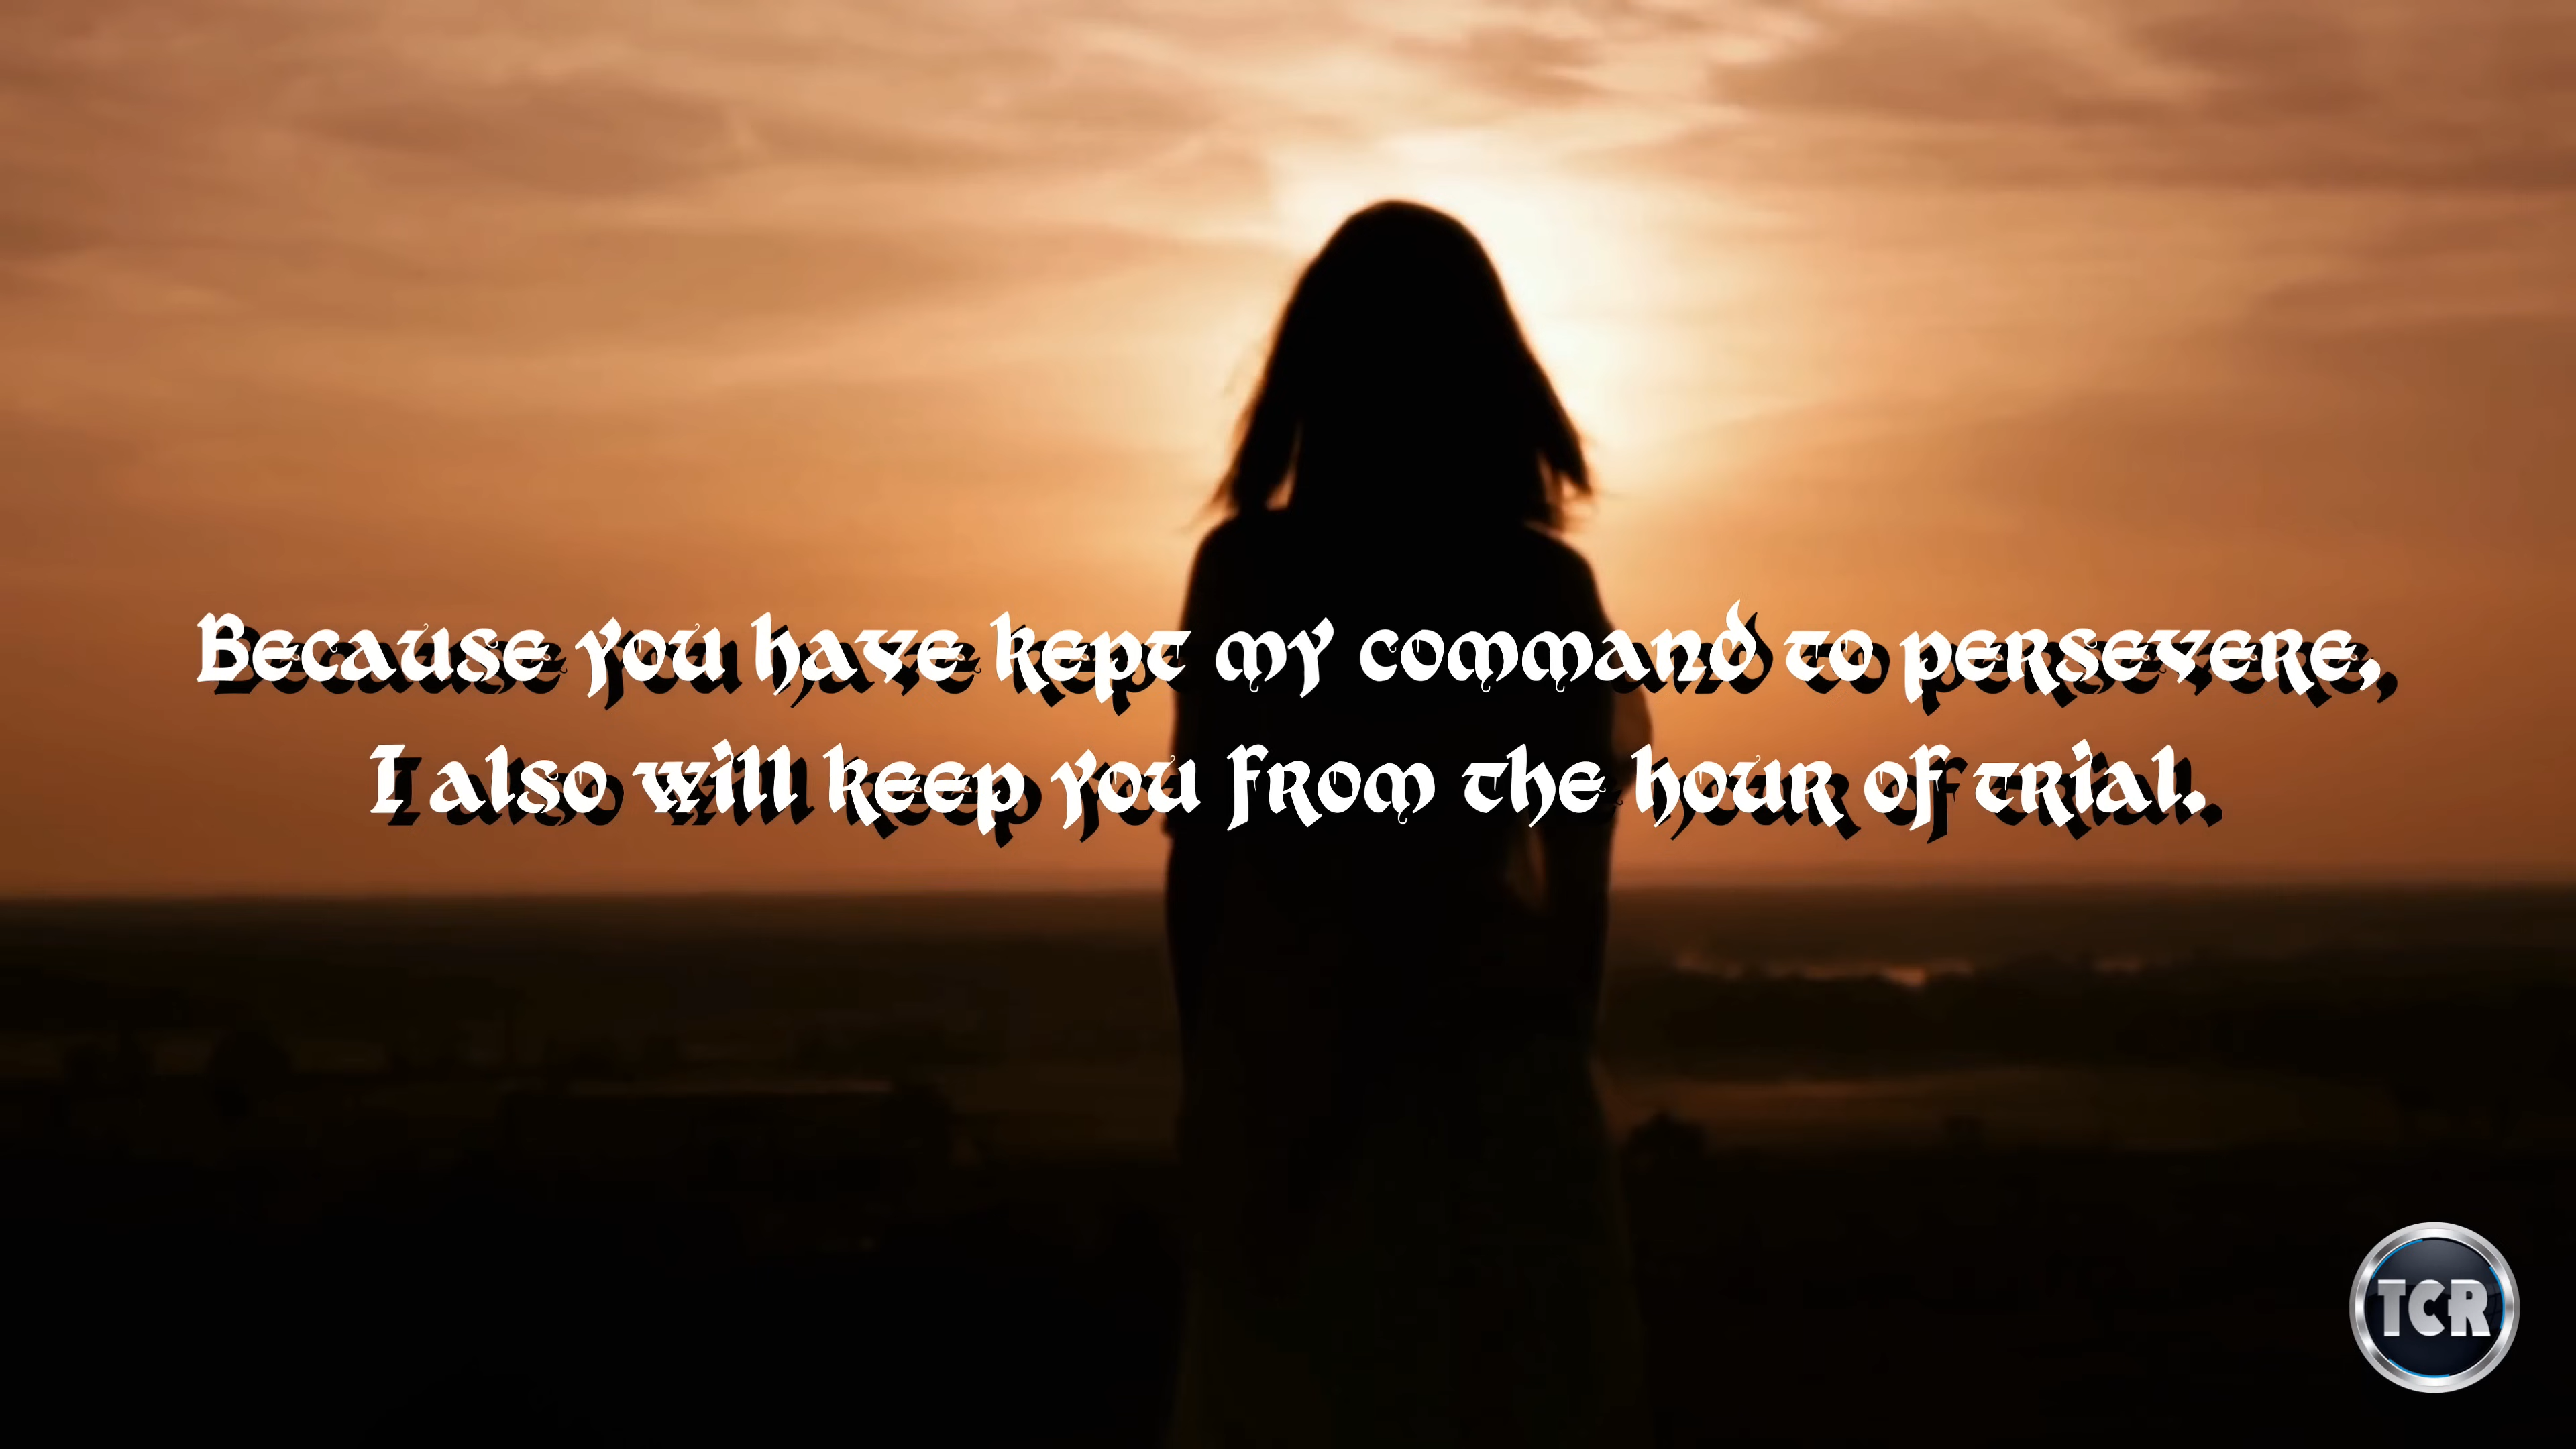 Because you have kept my command to persevere,
I also will keep you from the hour of trial.
TCR